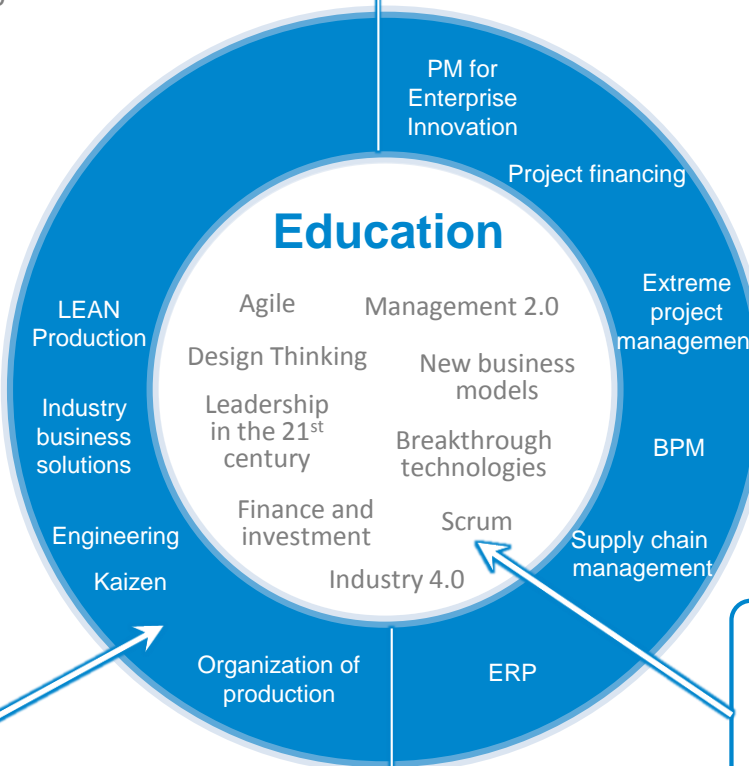 PM for
Enterprise
Innovation
Project financing
Education
Agile
Management 2.0
LEAN
Production
Extreme
project
managemen
Design Thinking
New business
models
Industry
business
solutions
Leadership
in the 21st
century
Breakthrough
technologies
BPM
Finance and
investment
Scrum
Engineering
Kaizen
Supply chain
management
Industry 4.0
Organization of
production
ERP